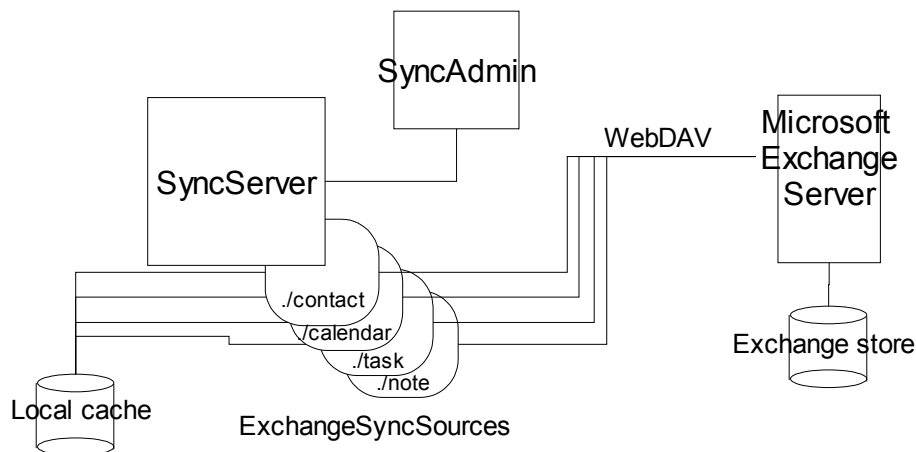 SyncAdmin
SyncServer
WebDAV
Microsoft
Exchange
Server
./contact
./calendar
./task
./note
Exchange store
Local cache
ExchangeSyncSources